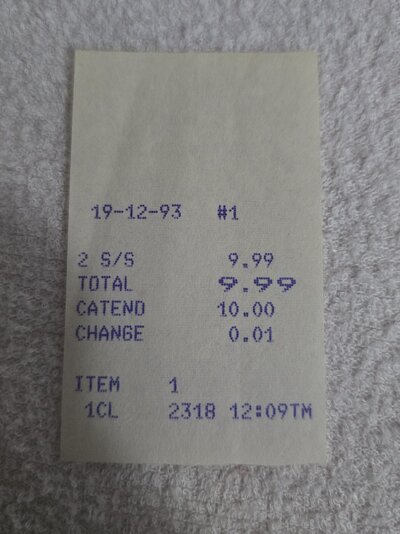 19-12-93 #1
2 S/S 9.99
TOTAL 9.99
CATEND 10.00
CHANGE 0.01
ITEM 1
1CL 2318 12:09TM